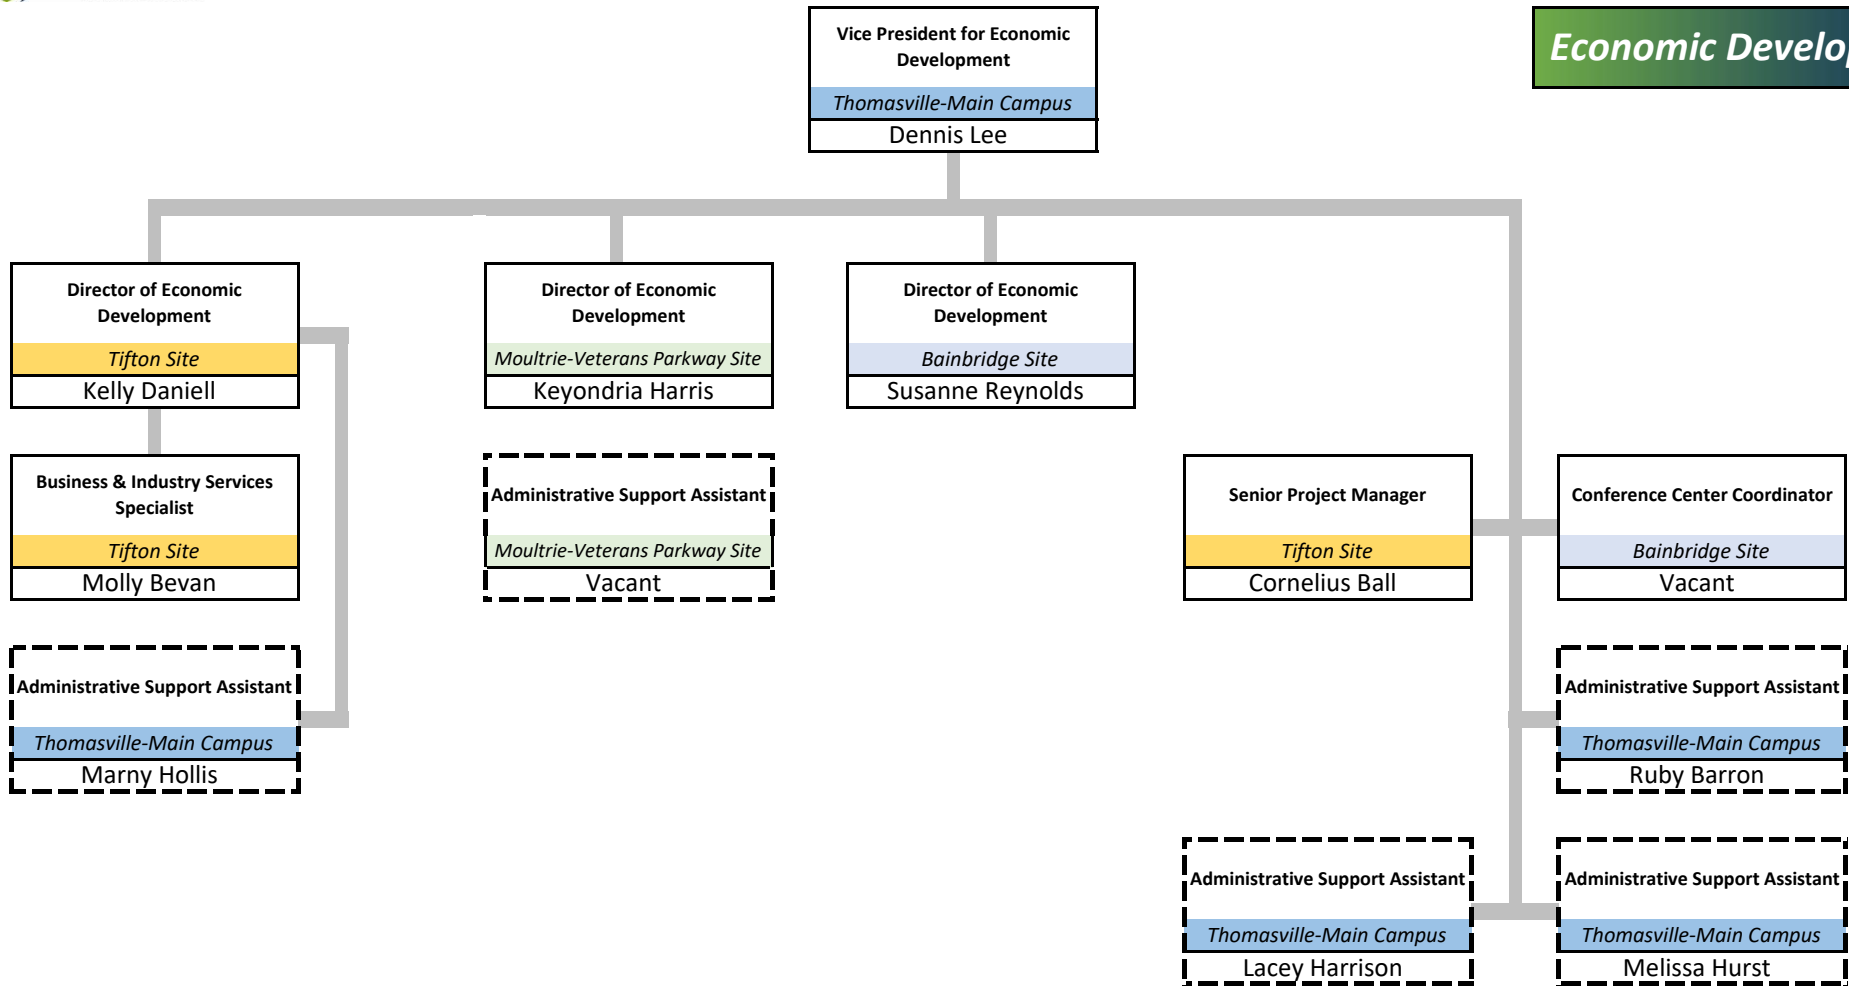 Vice President for Economic
Development
Thomasville-Main Campus
Dennis Lee
Economic Develo
Director of Economic
Development
Tifton Site
Kelly Daniell
Director of Economic
Development
Moultrie-Veterans Parkway Site
Keyondria Harris
Director of Economic
Development
Bainbridge Site
Susanne Reynolds
Business & Industry Services
Specialist
Tifton Site
Molly Bevan
Administrative Support Assistant
Moultrie-Veterans Parkway Site
Vacant
Senior Project Manager
Tifton Site
Cornelius Ball
Conference Center Coordinator
Bainbridge Site
Vacant
Administrative Support Assistant
Thomasville-Main Campus
Marny Hollis
Administrative Support Assistant
Thomasville-Main Campus
Ruby Barron
Administrative Support Assistant
Thomasville-Main Campus
Lacey Harrison
Administrative Support Assistant
Thomasville-Main Campus
Melissa Hurst